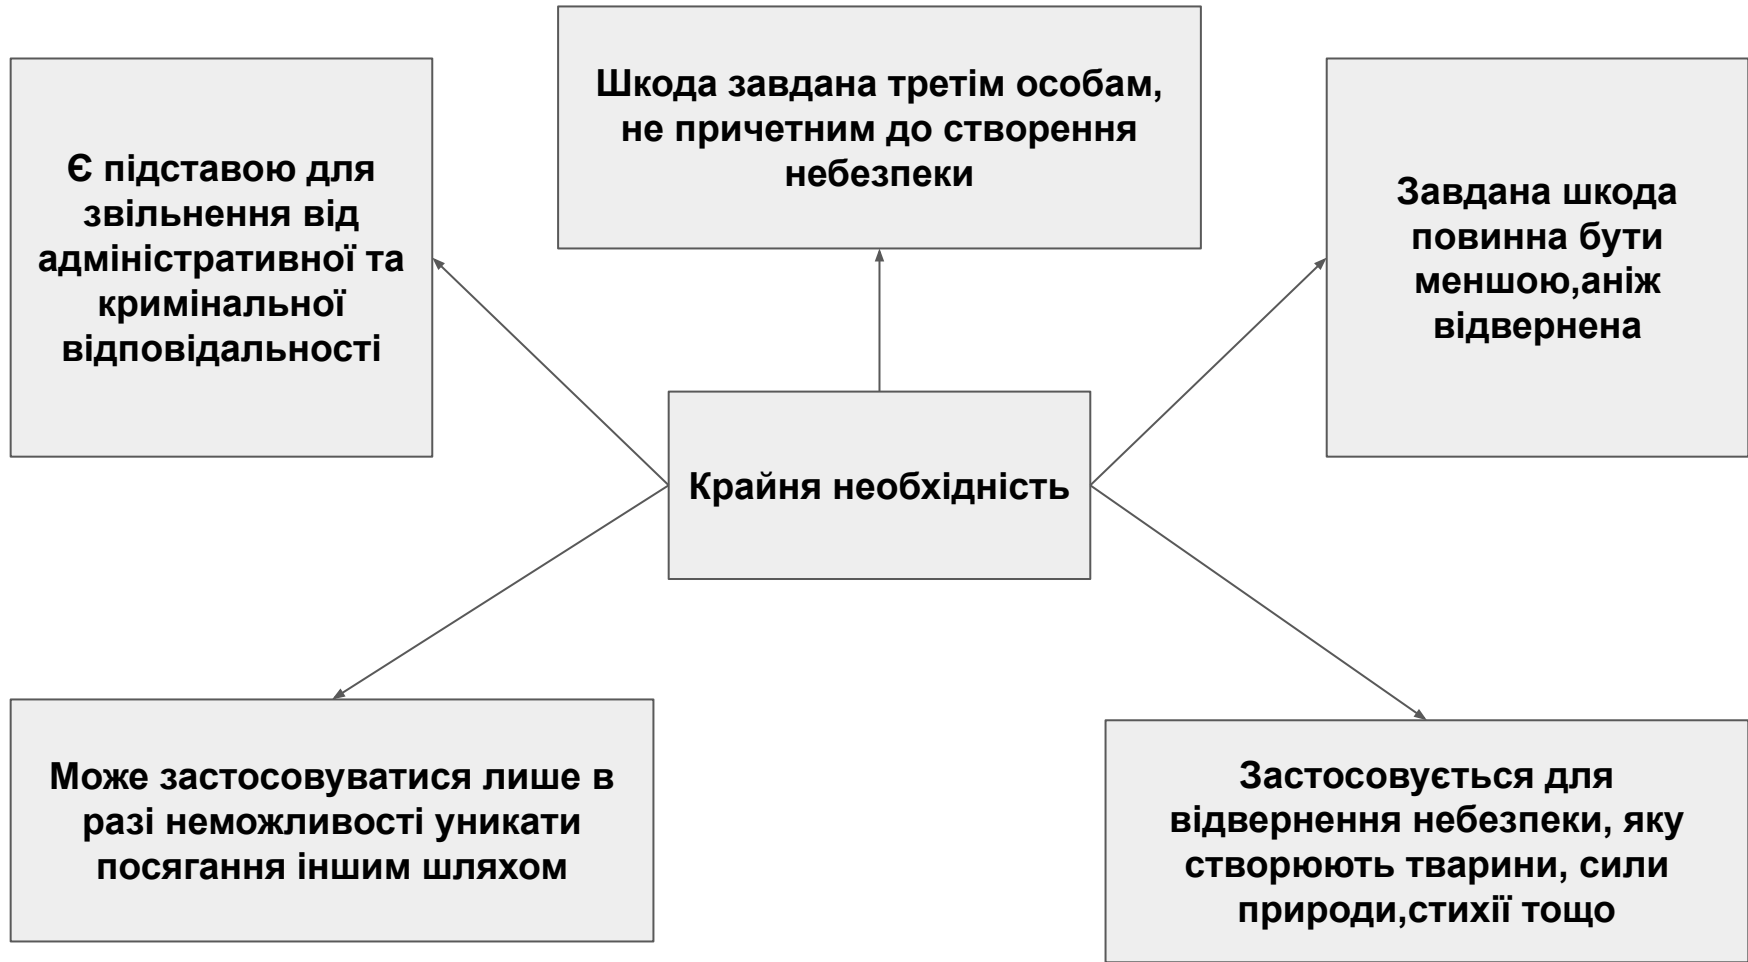 Шкода завдана третім особам,
не причетним до створення
небезпеки
Є підставою для
звільнення від
адміністративної та
кримінальної
відповідальності
Завдана шкода
повинна бути
меншою,аніж
відвернена
Крайня необхідність
Може застосовуватися лише в
разі неможливості уникати
посягання іншим шляхом
Застосовується для
відвернення небезпеки, яку
створюють тварини, сили
природи,стихії тощо